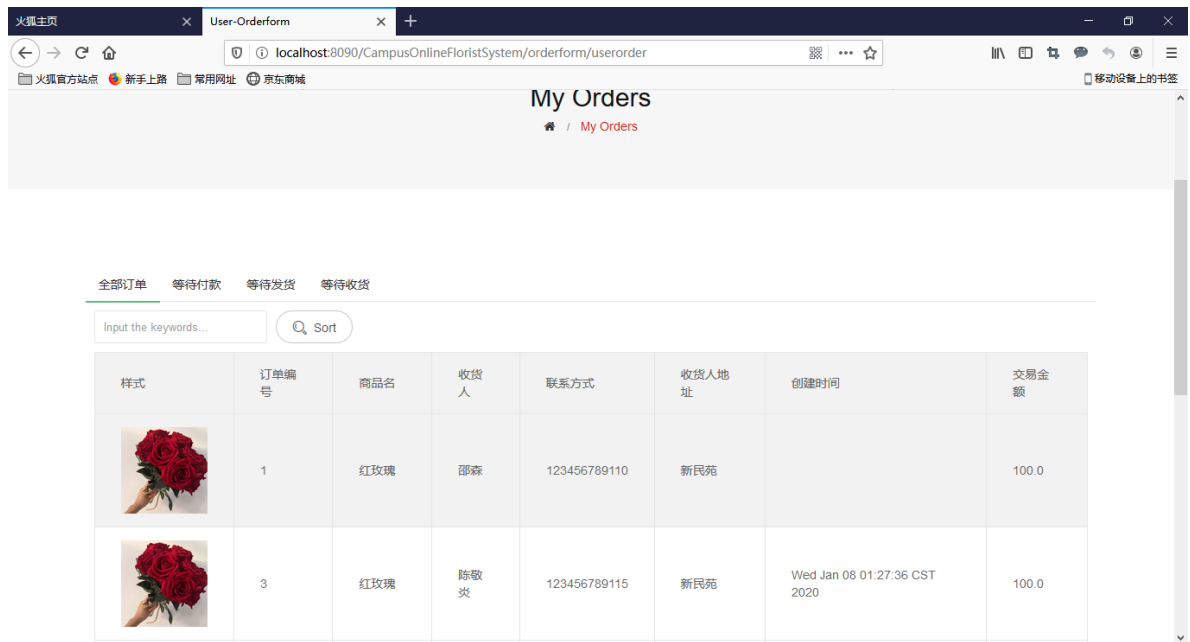 火狐主页
User-Orderform
localhost:8090/CampusOnlineFloristSystem/orderform/userorder
火狐官方站点 新手上路 常用网址 京东商城 移动设备上的书签
My Orders
/ My Orders
全部订单 等待付款 等待发货 等待收货
Input the keywords...
Sort
样式 订单编号 商品名 收货人 联系方式 收货人地址 创建时间 交易金额
1 红玫瑰 邵森 123456789110 新民苑 100.0
3 红玫瑰 陈敬炎 123456789115 新民苑 Wed Jan 08 01:27:36 CST 2020 100.0